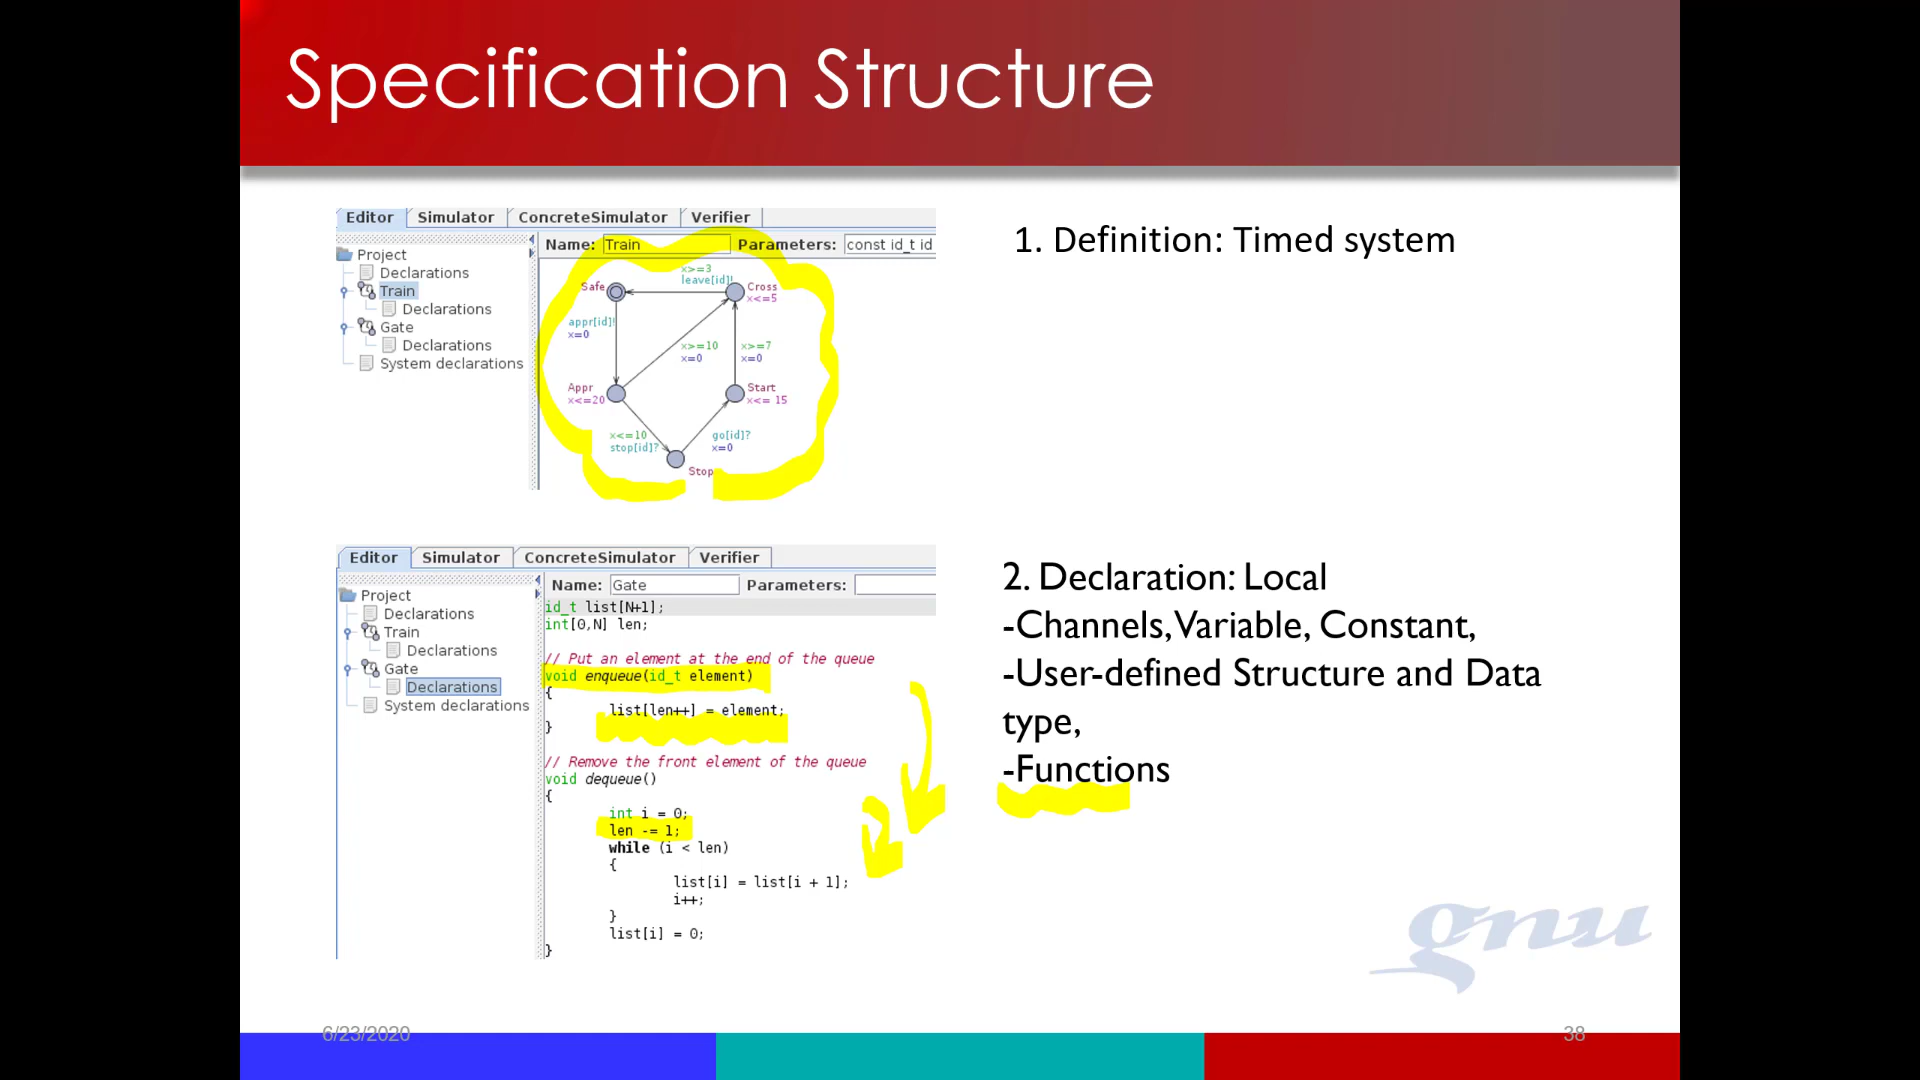 Specification Structure
Editor Simulator ConcreteSimulator Verifier
Project
Declarations
Train
Declarations
Gate
Declarations
System declarations
Name: Train Parameters: const id_t id
x>=3
leave[id]!
Safe
Cross
x<=5
appr[id]!
x=0
x>=10
x=0
x>=7
x=0
Appr
x<=20
Start
x<= 15
x<=10
stop[id]?
go[id]?
x=0
Stop
1. Definition: Timed system
Editor Simulator ConcreteSimulator Verifier
Project
Declarations
Train
Declarations
Gate
Declarations
System declarations
Name: Gate Parameters:
id_t list[N+1];
int[0,N] len;
// Put an element at the end of the queue
void enqueue(id_t element)
{
list[len++] = element;
}
// Remove the front element of the queue
void dequeue()
{
int i = 0;
len -= 1;
while (i < len)
{
list[i] = list[i + 1];
i++;
}
list[i] = 0;
}
2. Declaration: Local
-Channels, Variable, Constant,
-User-defined Structure and Data
type,
-Functions
gnu
6/23/2020
38